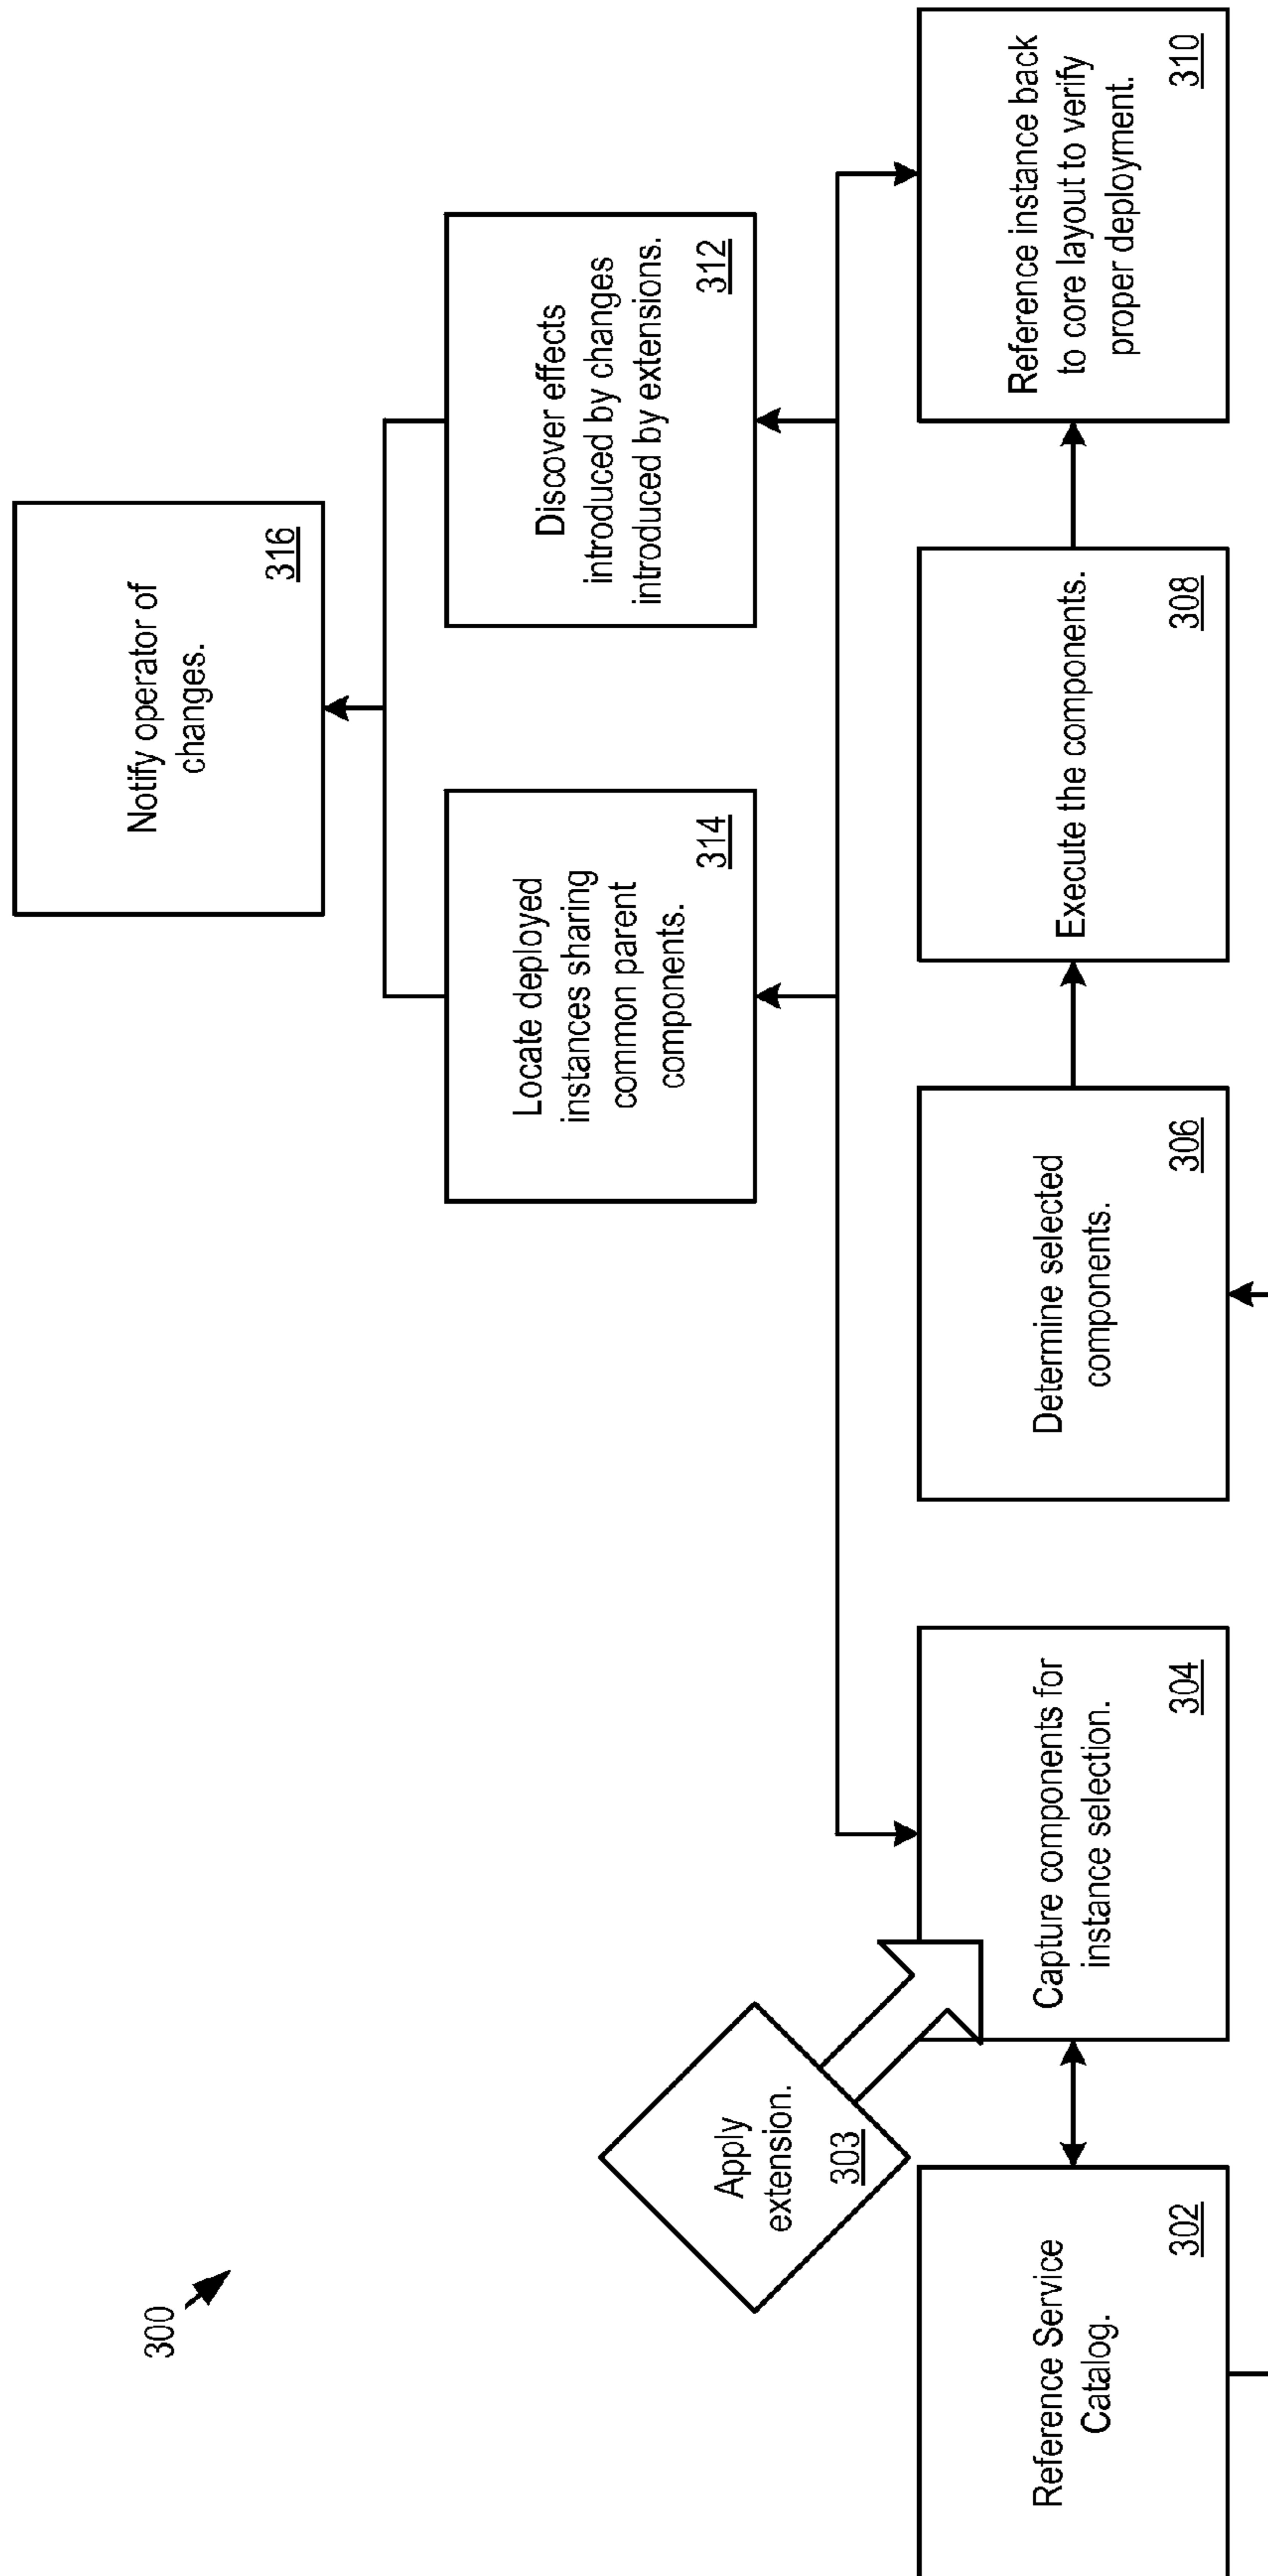 300
Notify operator of
changes.
316
Locate deployed
instances sharing
common parent
components.
314
Discover effects
introduced by changes
introduced by extensions.
312
Apply
extension.
303
Reference Service
Catalog.
302
Capture components for
instance selection.
304
Determine selected
components.
306
Execute the components.
308
Reference instance back
to core layout to verify
proper deployment.
310